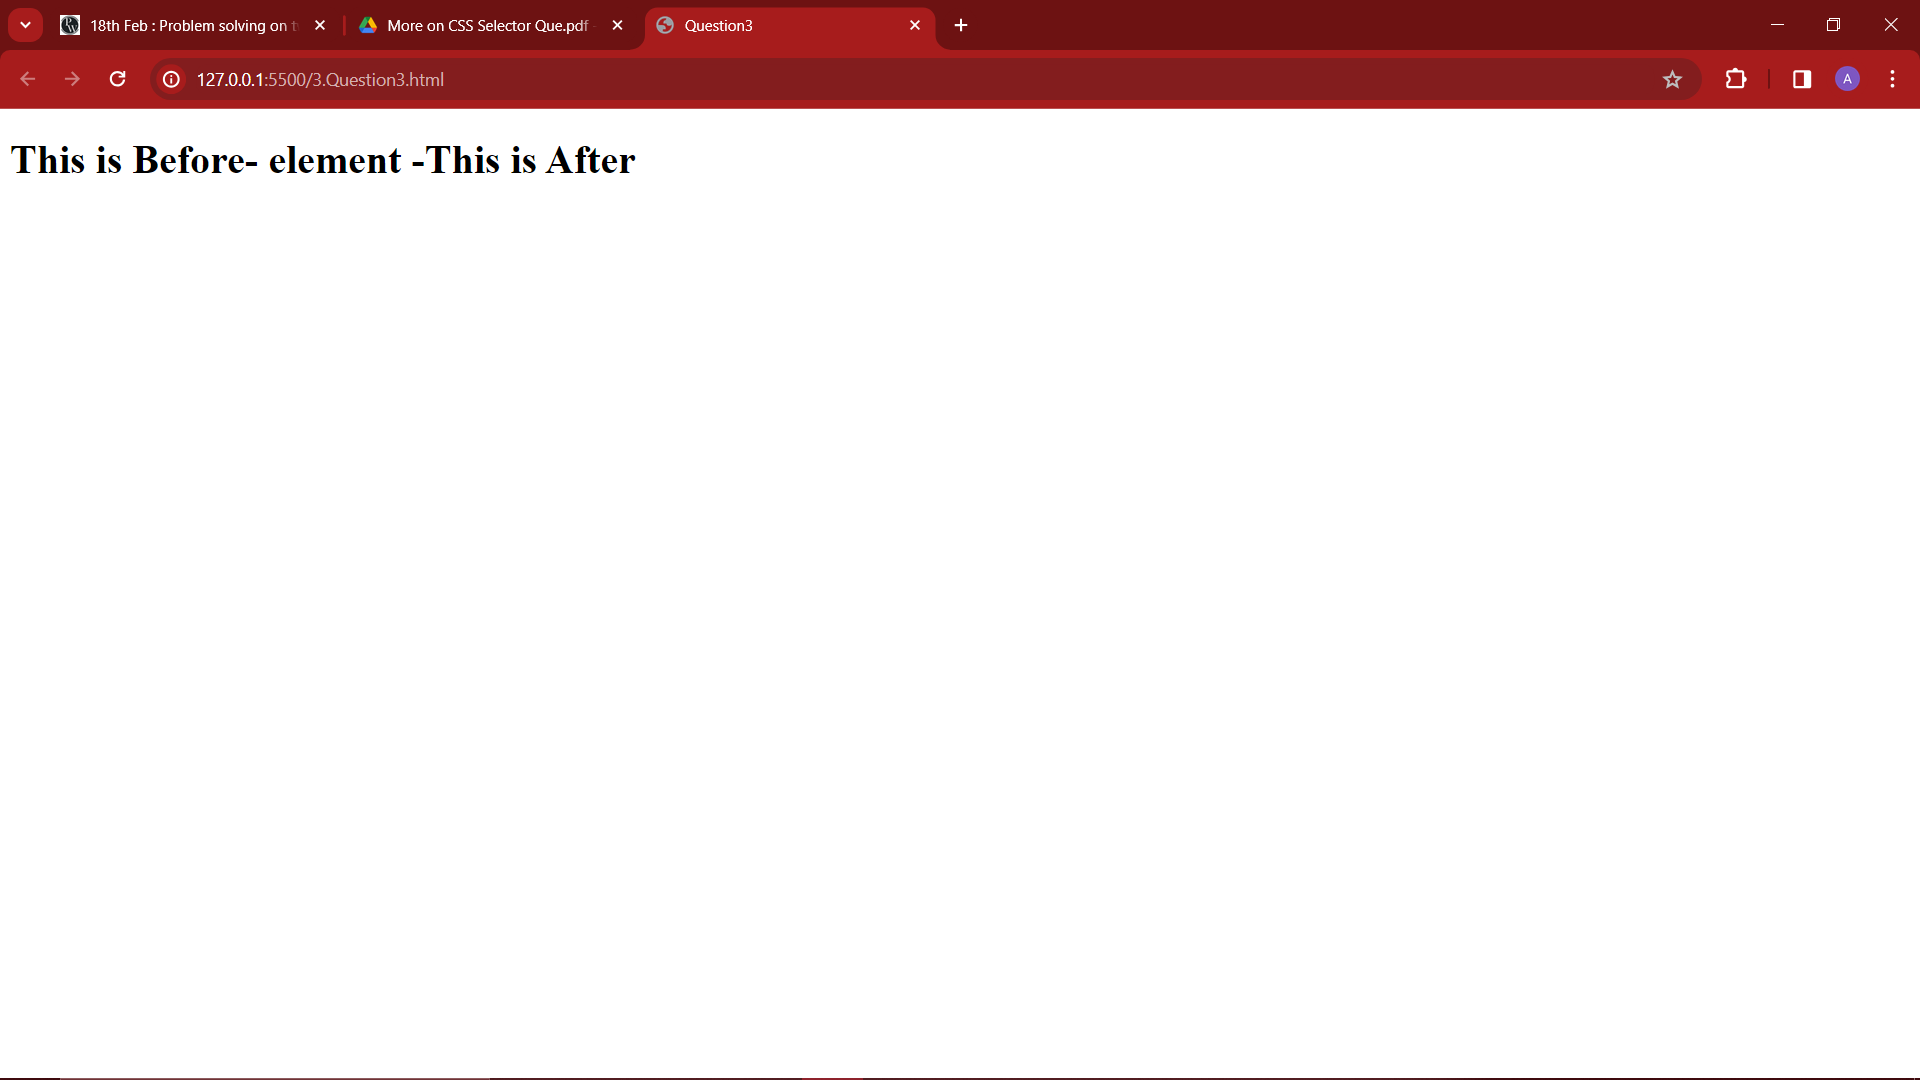 18th Feb : Problem solving on
More on CSS Selector Que.pdf
Question3
127.0.0.1:5500/3.Question3.html
A
This is Before- element -This is After